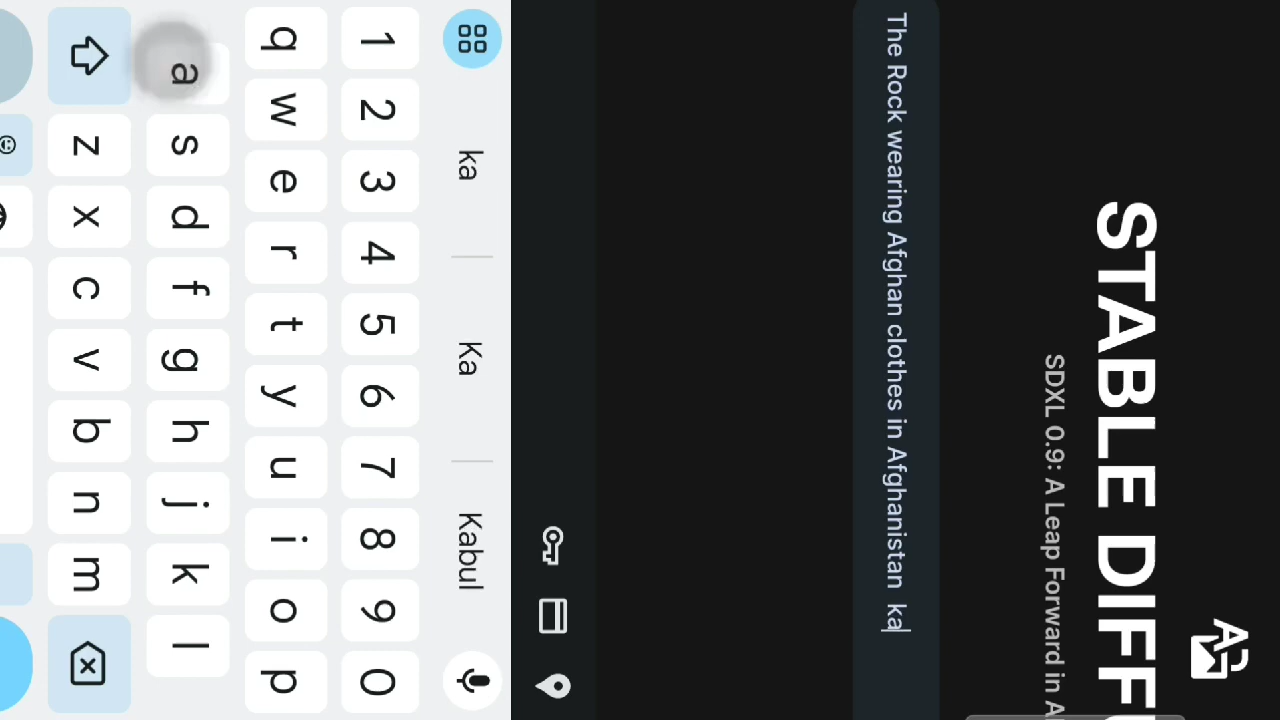 STABLE DIFF
SDXL 0.9: A Leap Forward in A
The Rock wearing Afghan clothes in Afghanistan ka
ka Ka Kabul
1 2 3 4 5 6 7 8 9 0
q w e r t y u i o p
a s d f g h j k l
z x c v b n m